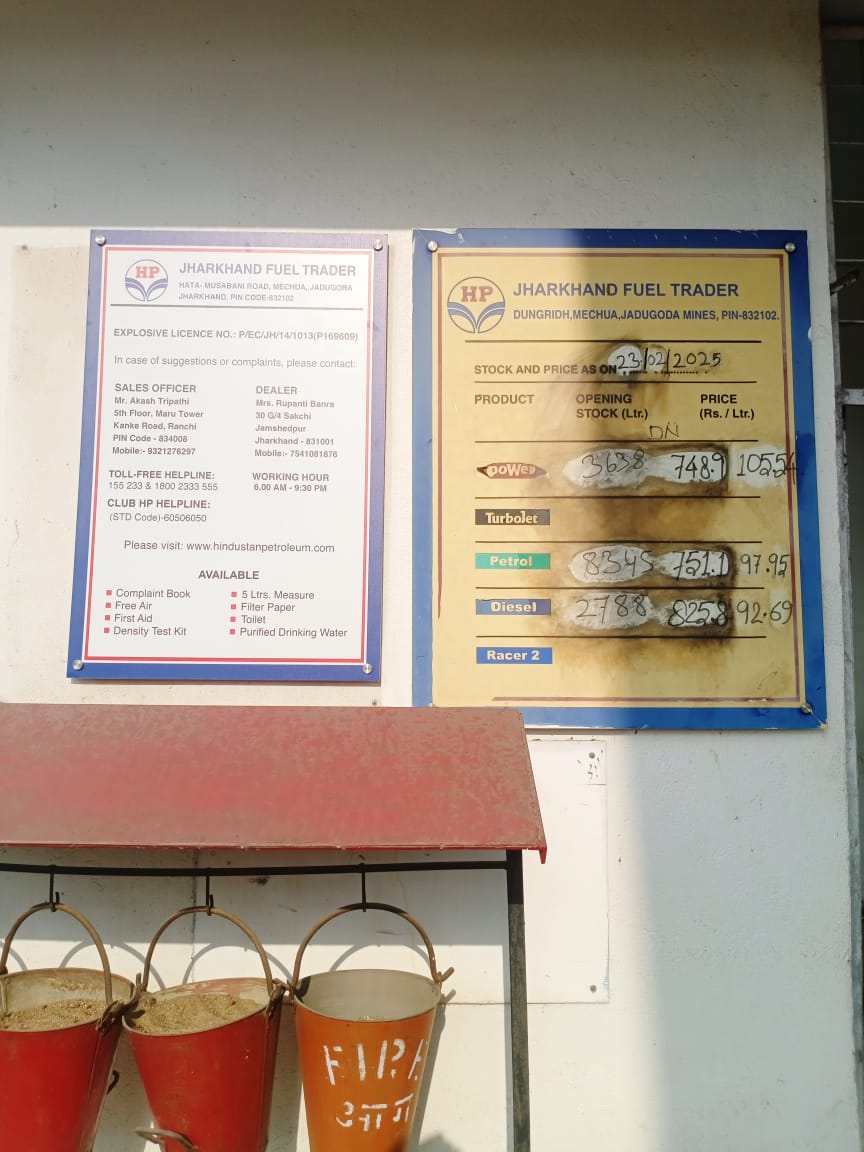 HP
JHARKHAND FUEL TRADER
HATA- MUSABANI ROAD, MECHUA, JADUGORA
JHARKHAND, PIN CODE-832102
EXPLOSIVE LICENCE NO.: P/EC/JH/14/1013(P169609)
In case of suggestions or complaints, please contact:
SALES OFFICER
Mr. Akash Tripathi
5th Floor, Maru Tower
Kanke Road, Ranchi
PIN Code - 834008
Mobile:- 9321276297
DEALER
Mrs. Rupanti Banra
30 G/4 Sakchi
Jamshedpur
Jharkhand - 831001
Mobile:- 7541081876
TOLL-FREE HELPLINE:
155 233 & 1800 2333 555
WORKING HOUR
6.00 AM - 9:30 PM
CLUB HP HELPLINE:
(STD Code)-60506050
Please visit: www.hindustanpetroleum.com
AVAILABLE
Complaint Book
Free Air
First Aid
Density Test Kit
5 Ltrs. Measure
Filter Paper
Toilet
Purified Drinking Water
HP
JHARKHAND FUEL TRADER
DUNGRIDH,MECHUA,JADUGODA MINES, PIN-832102.
STOCK AND PRICE AS ON 23/02/2025
PRODUCT OPENING STOCK (Ltr.) PRICE (Rs. / Ltr.)
DN
poWer 3638 748.9 105.54
TurboJet
Petrol 8345 751.1 97.95
Diesel 2788 825.8 92.69
Racer 2
FIRE
आग